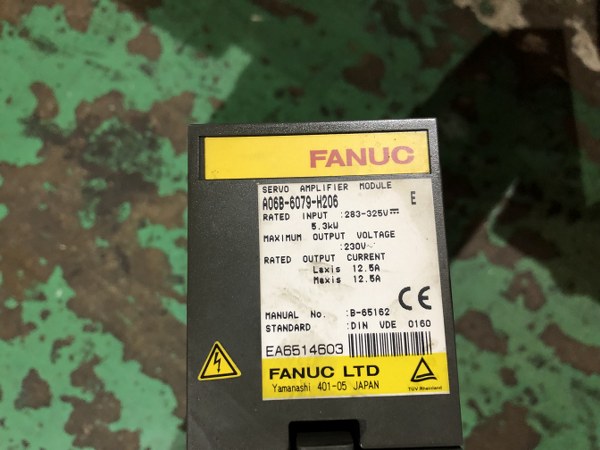 FANUC
SERVO AMPLIFIER MODULE
A06B-6079-H206 E
RATED INPUT :283-325V⎓
5.3kW
MAXIMUM OUTPUT VOLTAGE
:230V~
RATED OUTPUT CURRENT
Laxis 12.5A
Maxis 12.5A
CE
MANUAL No. :B-65162
STANDARD :DIN VDE 0160
EA6514603
FANUC LTD
Yamanashi 401-05 JAPAN
TÜV Rheinland